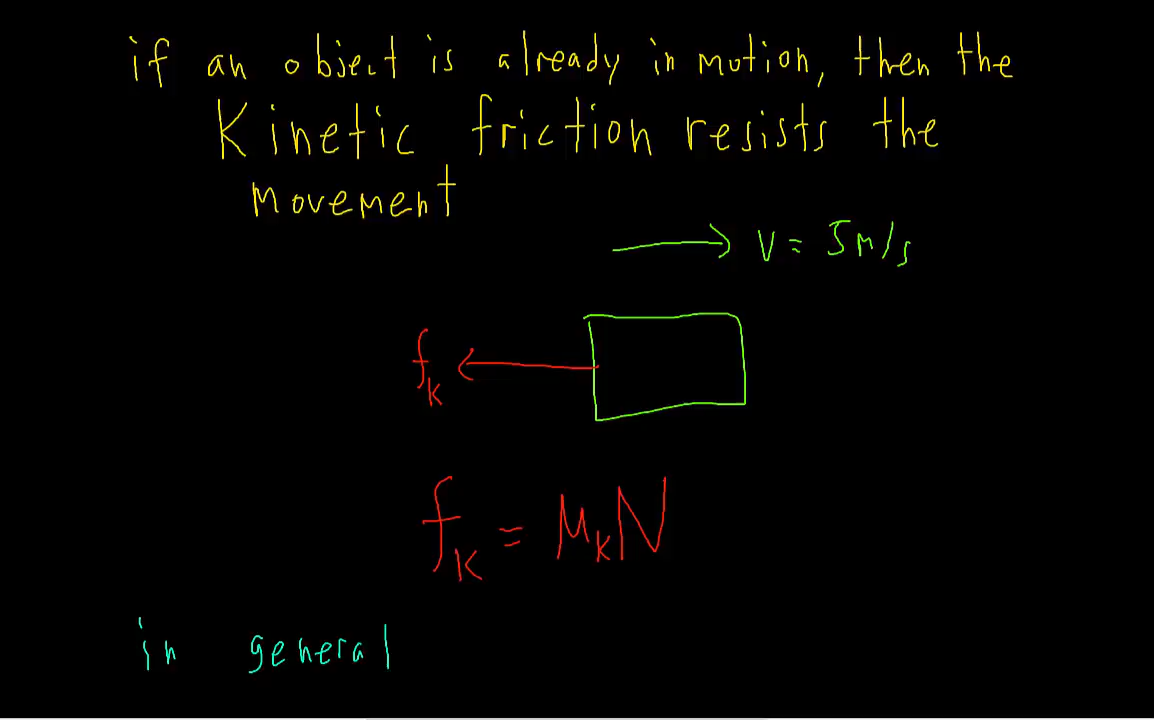 if an object is already in motion, then the
Kinetic friction resists the
movement
v = 5m/s
fk
fk = μkN
in general